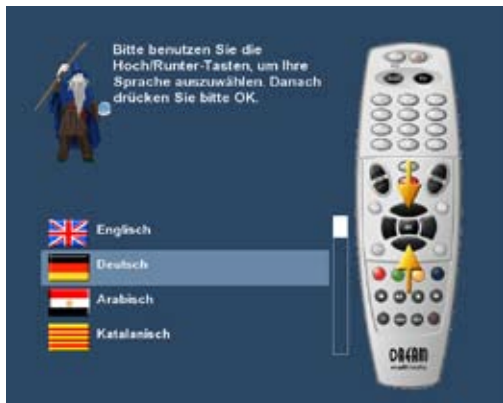 Bitte benutzen Sie die
Hoch/Runter-Tasten, um Ihre
Sprache auszuwählen. Danach
drücken Sie bitte OK.
Englisch
Deutsch
Arabisch
Katalanisch
DREAM